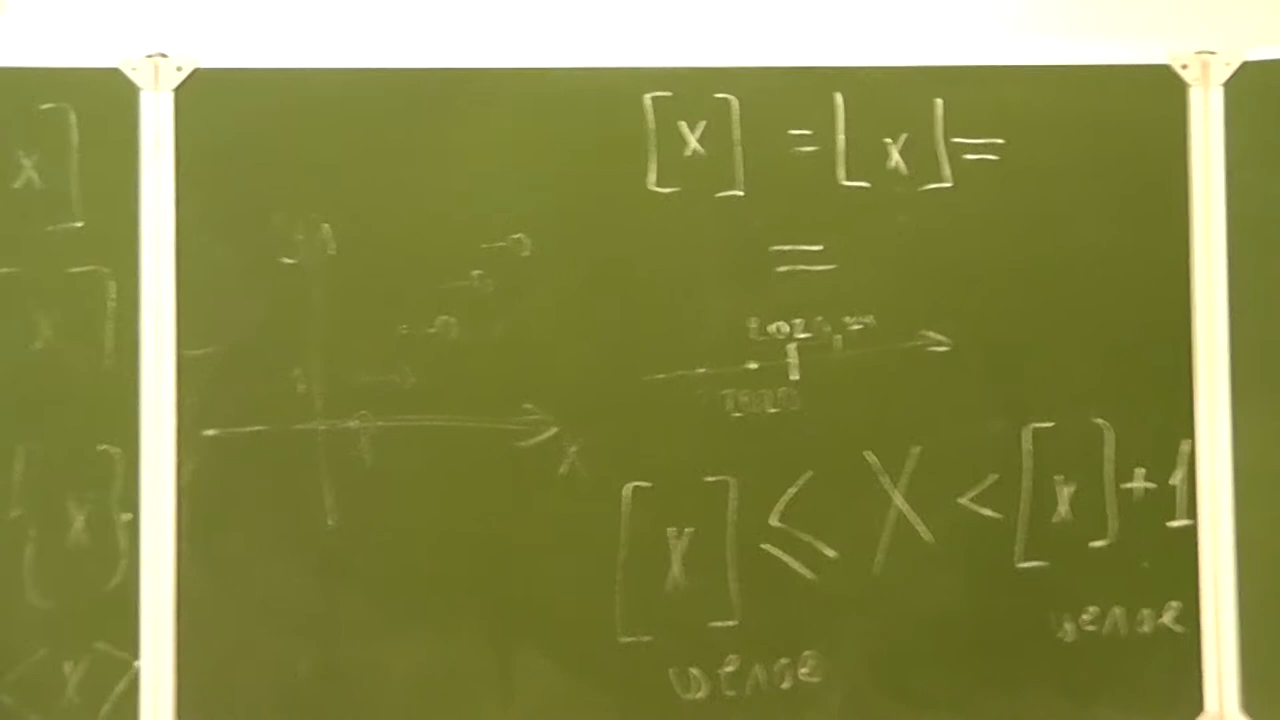 x]
x]
{x}
<x>
[x] = ⌊x⌋ =
=
x
[x] ≤ x < [x] + 1
целое
целое